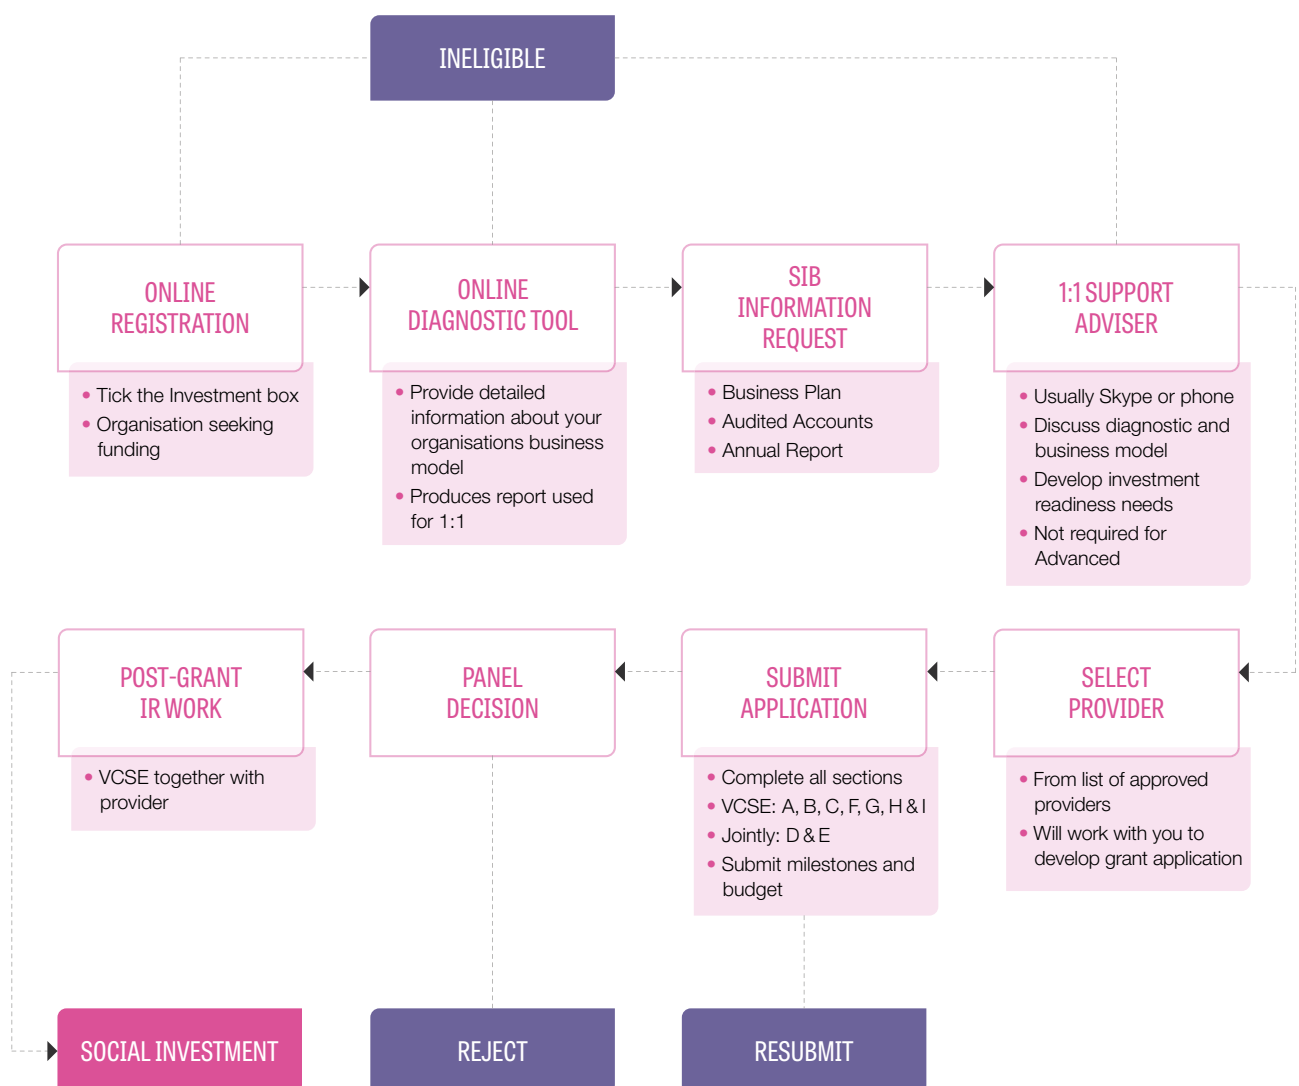 INELIGIBLE
ONLINE
REGISTRATION
• Tick the Investment box
• Organisation seeking
funding
ONLINE
DIAGNOSTIC TOOL
• Provide detailed
information about your
organisations business
model
• Produces report used
for 1:1
SIB
INFORMATION
REQUEST
• Business Plan
• Audited Accounts
• Annual Report
1:1 SUPPORT
ADVISER
• Usually Skype or phone
• Discuss diagnostic and
business model
• Develop investment
readiness needs
• Not required for
Advanced
POST-GRANT
IR WORK
• VCSE together with
provider
PANEL
DECISION
SUBMIT
APPLICATION
• Complete all sections
• VCSE: A, B, C, F, G, H & I
• Jointly: D & E
• Submit milestones and
budget
SELECT
PROVIDER
• From list of approved
providers
• Will work with you to
develop grant application
SOCIAL INVESTMENT
REJECT
RESUBMIT